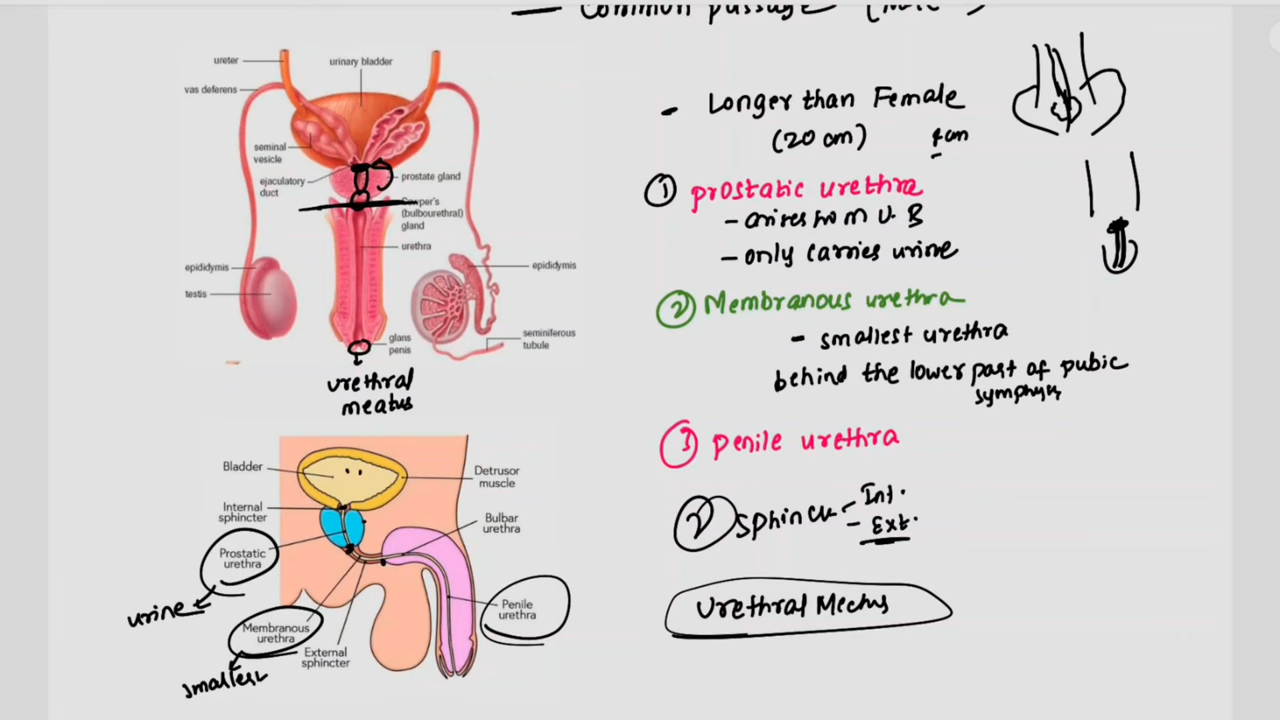 — Common passage (Male)
ureter
urinary bladder
vas deferens
seminal
vesicle
ejaculatory
duct
prostate gland
Cowper's
(bulbourethral)
gland
urethra
epididymis
testis
epididymis
seminiferous
tubule
glans
penis
urethral
meatus
- Longer than Female
(20 cm) 4 cm
① prostatic urethra
- arises from U.B
- only carries urine
② Membranous urethra
- smallest urethra
behind the lower part of pubic
symphysis
③ penile urethra
② sphincter - Int.
- Ext.
Urethral Meatus
Bladder
Detrusor
muscle
Internal
sphincter
Bulbar
urethra
Prostatic
urethra
urine
Penile
urethra
Membranous
urethra
External
sphincter
smallest